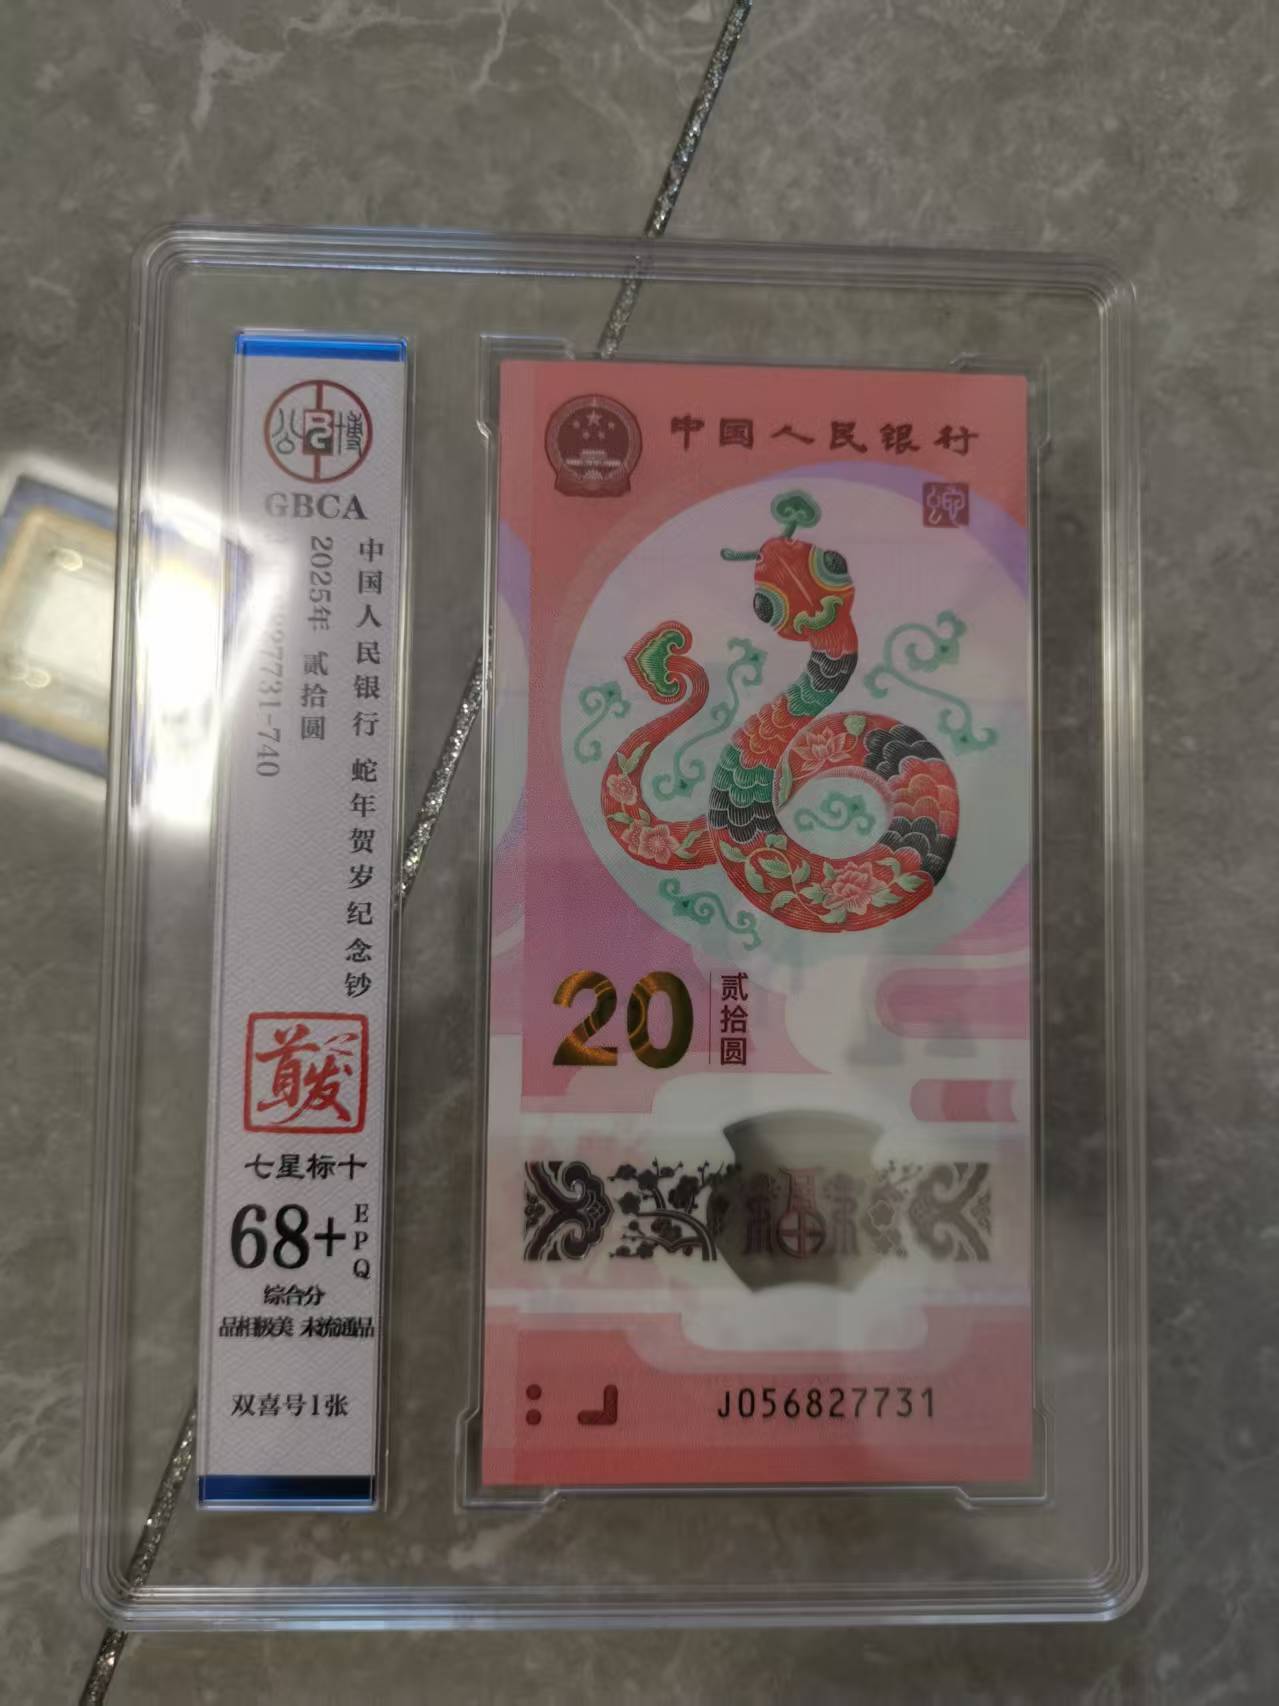 公博
BG
GBCA
中国人民银行 蛇年贺岁纪念钞
2025年 贰拾圆
7731-740
首发
七星标十
68+
EPQ
综合分
品相极美 未流通品
双喜号1张
中国人民银行
20
贰拾圆
J056827731